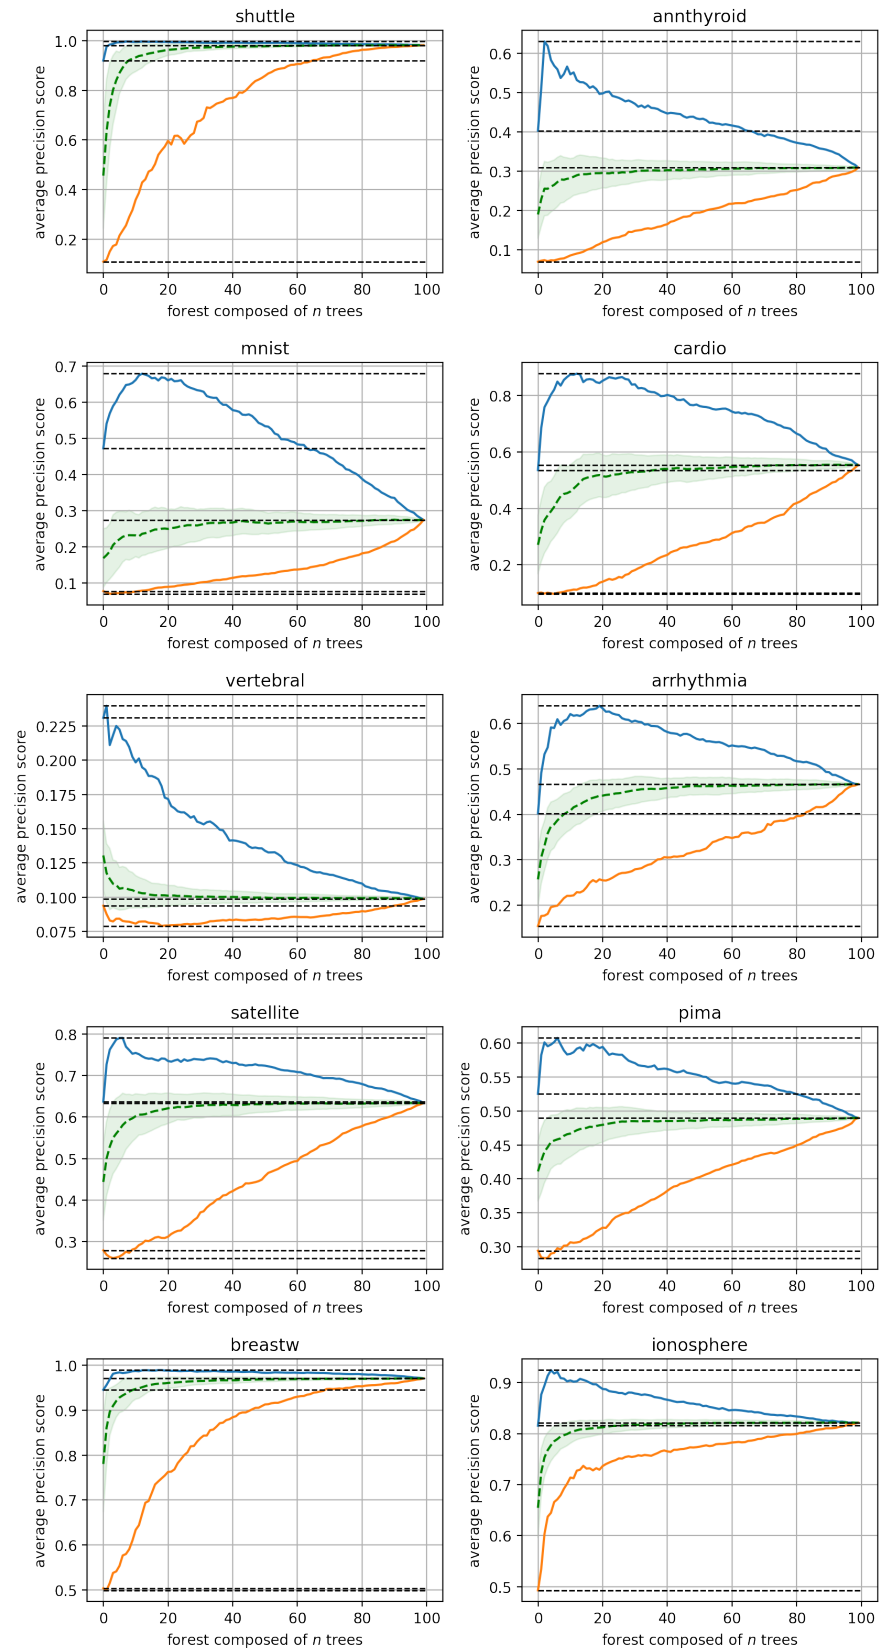 shuttle
average precision score
1.0
0.8
0.6
0.4
0.2
0 20 40 60 80 100
forest composed of n trees
annthyroid
average precision score
0.6
0.5
0.4
0.3
0.2
0.1
0 20 40 60 80 100
forest composed of n trees
mnist
average precision score
0.7
0.6
0.5
0.4
0.3
0.2
0.1
0 20 40 60 80 100
forest composed of n trees
cardio
average precision score
0.8
0.6
0.4
0.2
0 20 40 60 80 100
forest composed of n trees
vertebral
average precision score
0.225
0.200
0.175
0.150
0.125
0.100
0.075
0 20 40 60 80 100
forest composed of n trees
arrhythmia
average precision score
0.6
0.5
0.4
0.3
0.2
0 20 40 60 80 100
forest composed of n trees
satellite
average precision score
0.8
0.7
0.6
0.5
0.4
0.3
0 20 40 60 80 100
forest composed of n trees
pima
average precision score
0.60
0.55
0.50
0.45
0.40
0.35
0.30
0 20 40 60 80 100
forest composed of n trees
breastw
average precision score
1.0
0.9
0.8
0.7
0.6
0.5
0 20 40 60 80 100
forest composed of n trees
ionosphere
average precision score
0.9
0.8
0.7
0.6
0.5
0 20 40 60 80 100
forest composed of n trees